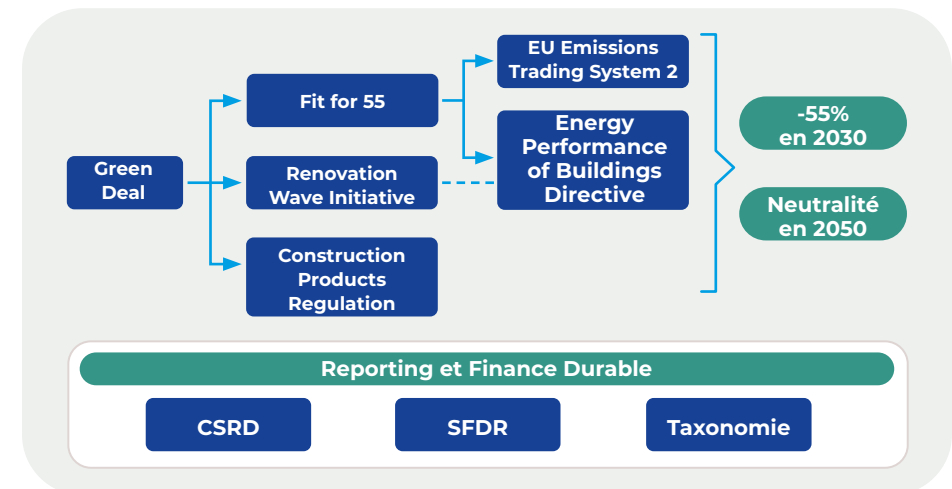 Green
Deal
Fit for 55
Renovation
Wave Initiative
Construction
Products
Regulation
EU Emissions
Trading System 2
Energy
Performance
of Buildings
Directive
-55%
en 2030
Neutralité
en 2050
Reporting et Finance Durable
CSRD
SFDR
Taxonomie